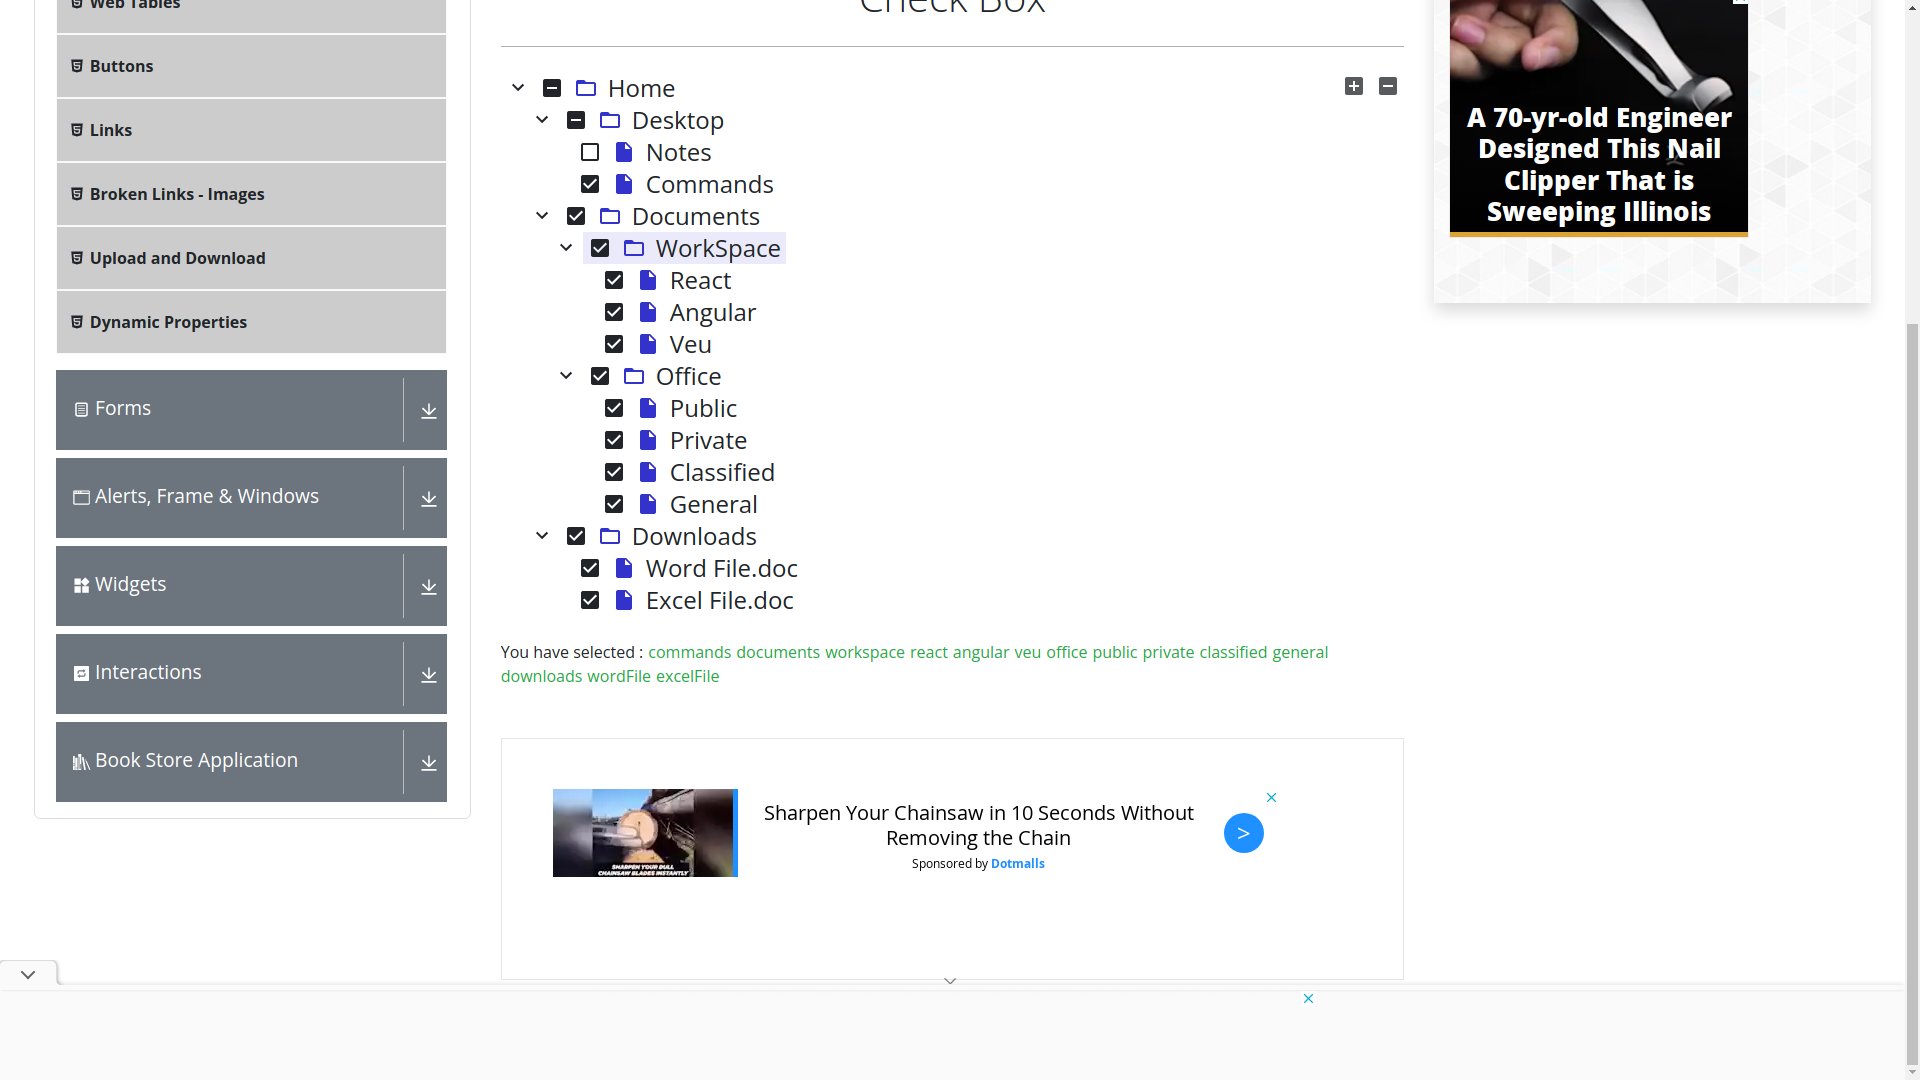 Web Tables
Buttons
Links
Broken Links - Images
Upload and Download
Dynamic Properties
Forms
Alerts, Frame & Windows
Widgets
Interactions
Book Store Application
Check Box
Home
Desktop
Notes
Commands
Documents
WorkSpace
React
Angular
Veu
Office
Public
Private
Classified
General
Downloads
Word File.doc
Excel File.doc
You have selected : commands documents workspace react angular veu office public private classified general
downloads wordFile excelFile
SHARPEN YOUR DULL
CHAINSAW BLADES INSTANTLY
Sharpen Your Chainsaw in 10 Seconds Without
Removing the Chain
Sponsored by Dotmalls
>
A 70-yr-old Engineer
Designed This Nail
Clipper That is
Sweeping Illinois